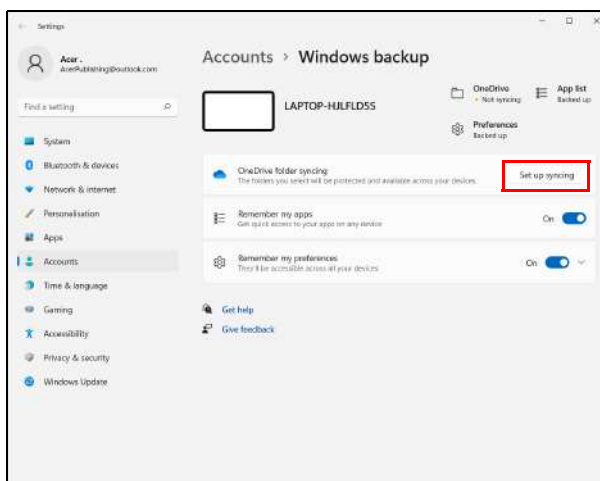 Settings
Acer .
AcerPublishing@outlook.com
Find a setting
System
Bluetooth & devices
Network & internet
Personalisation
Apps
Accounts
Time & language
Gaming
Accessibility
Privacy & security
Windows Update
Accounts > Windows backup
LAPTOP-HJLFLD5S
OneDrive
• Not syncing
App list
Backed up
Preferences
Backed up
OneDrive folder syncing
The folders you select will be protected and available across your devices.
Set up syncing
Remember my apps
Get quick access to your apps on any device
On
Remember my preferences
They'll be accessible across all your devices
On
Get help
Give feedback